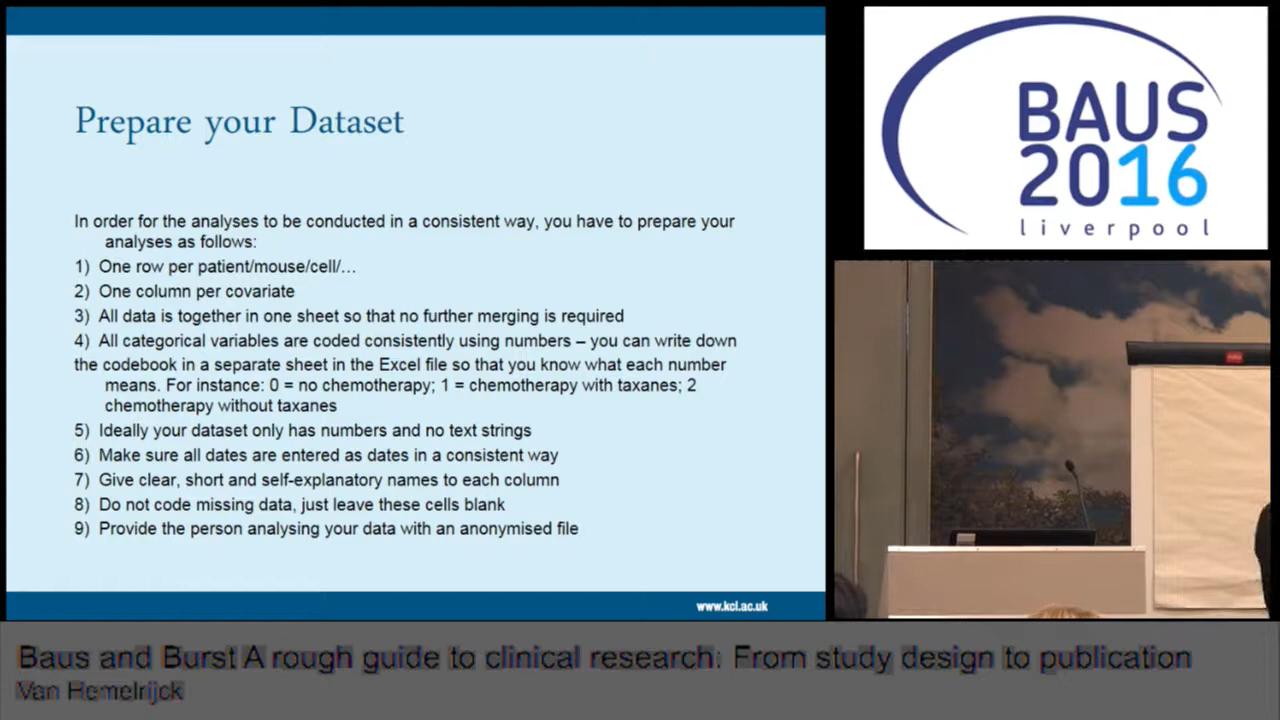 Prepare your Dataset
In order for the analyses to be conducted in a consistent way, you have to prepare your
analyses as follows:
1) One row per patient/mouse/cell/…
2) One column per covariate
3) All data is together in one sheet so that no further merging is required
4) All categorical variables are coded consistently using numbers – you can write down
the codebook in a separate sheet in the Excel file so that you know what each number
means. For instance: 0 = no chemotherapy; 1 = chemotherapy with taxanes; 2
chemotherapy without taxanes
5) Ideally your dataset only has numbers and no text strings
6) Make sure all dates are entered as dates in a consistent way
7) Give clear, short and self-explanatory names to each column
8) Do not code missing data, just leave these cells blank
9) Provide the person analysing your data with an anonymised file
www.kcl.ac.uk
BAUS
2016
liverpool
Baus and Burst A rough guide to clinical research: From study design to publication
Van Hemelrijck